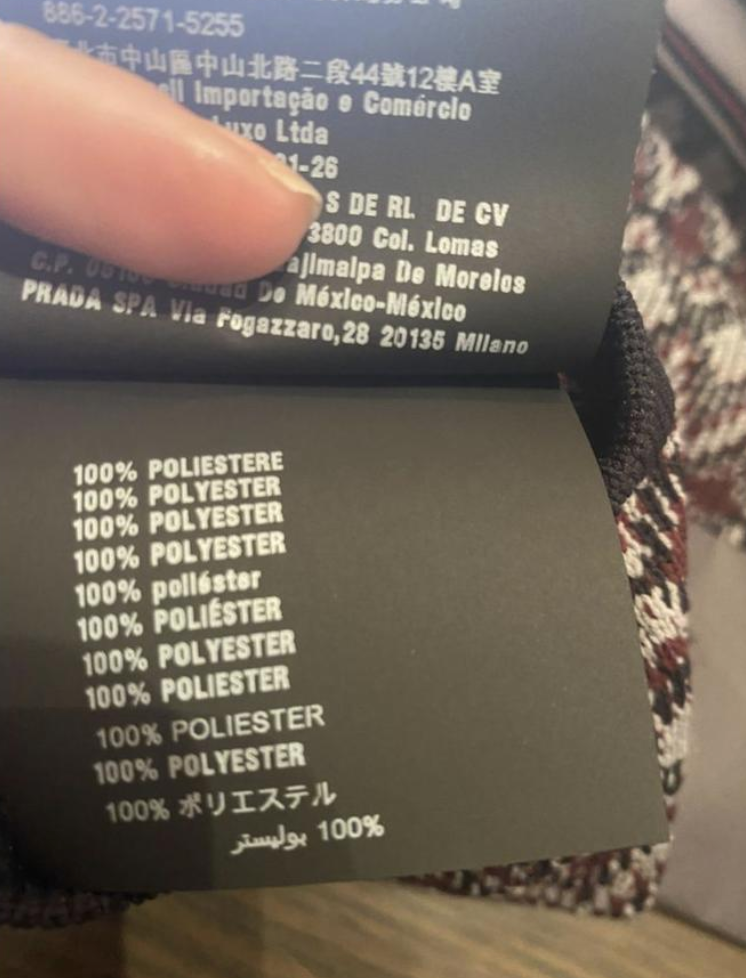 886-2-2571-5255
北市中山區中山北路二段44號12樓A室
Importação e Comércio
Luxo Ltda
1-26
S DE RL DE CV
3800 Col. Lomas
ajimalpa De Morelos
C.P. De México-México
PRADA SPA Via Fogazzaro,28 20135 Milano
100% POLIESTERE
100% POLYESTER
100% POLYESTER
100% POLYESTER
100% poliéster
100% POLIÉSTER
100% POLYESTER
100% POLIESTER
100% POLIESTER
100% POLYESTER
100% ポリエステル
100% بوليستر